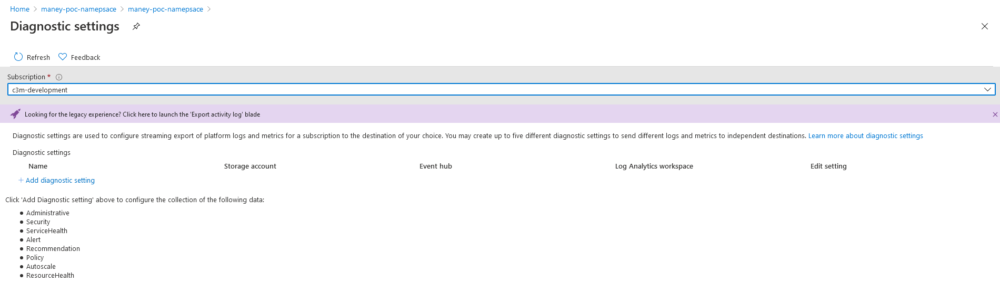 Home > maney-poc-namepsace > maney-poc-namepsace >
Diagnostic settings
Refresh Feedback
Subscription *
c3m-development
Looking for the legacy experience? Click here to launch the 'Export activity log' blade
Diagnostic settings are used to configure streaming export of platform logs and metrics for a subscription to the destination of your choice. You may create up to five different diagnostic settings to send different logs and metrics to independent destinations. Learn more about diagnostic settings
Diagnostic settings
Name Storage account Event hub Log Analytics workspace Edit setting
+ Add diagnostic setting
Click 'Add Diagnostic setting' above to configure the collection of the following data:
• Administrative
• Security
• ServiceHealth
• Alert
• Recommendation
• Policy
• Autoscale
• ResourceHealth